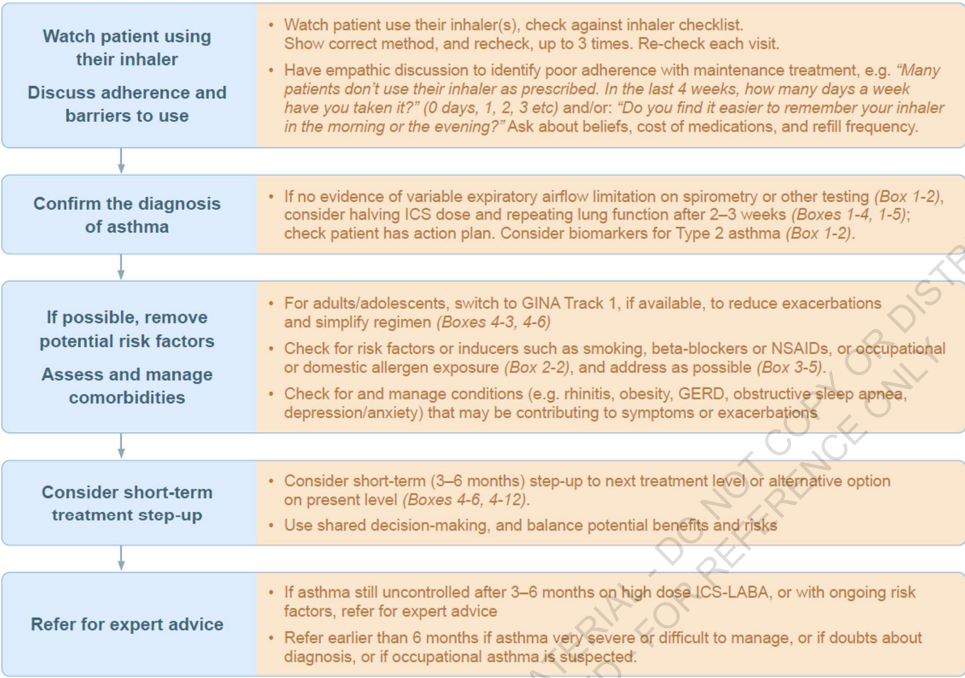 Watch patient using
their inhaler
Discuss adherence and
barriers to use
• Watch patient use their inhaler(s), check against inhaler checklist.
Show correct method, and recheck, up to 3 times. Re-check each visit.
• Have empathic discussion to identify poor adherence with maintenance treatment, e.g. “Many
patients don’t use their inhaler as prescribed. In the last 4 weeks, how many days a week
have you taken it?” (0 days, 1, 2, 3 etc) and/or: “Do you find it easier to remember your inhaler
in the morning or the evening?” Ask about beliefs, cost of medications, and refill frequency.
Confirm the diagnosis
of asthma
• If no evidence of variable expiratory airflow limitation on spirometry or other testing (Box 1-2),
consider halving ICS dose and repeating lung function after 2–3 weeks (Boxes 1-4, 1-5);
check patient has action plan. Consider biomarkers for Type 2 asthma (Box 1-2).
If possible, remove
potential risk factors
Assess and manage
comorbidities
• For adults/adolescents, switch to GINA Track 1, if available, to reduce exacerbations
and simplify regimen (Boxes 4-3, 4-6)
• Check for risk factors or inducers such as smoking, beta-blockers or NSAIDs, or occupational
or domestic allergen exposure (Box 2-2), and address as possible (Box 3-5).
• Check for and manage conditions (e.g. rhinitis, obesity, GERD, obstructive sleep apnea,
depression/anxiety) that may be contributing to symptoms or exacerbations
Consider short-term
treatment step-up
• Consider short-term (3–6 months) step-up to next treatment level or alternative option
on present level (Boxes 4-6, 4-12).
• Use shared decision-making, and balance potential benefits and risks
Refer for expert advice
• If asthma still uncontrolled after 3–6 months on high dose ICS-LABA, or with ongoing risk
factors, refer for expert advice
• Refer earlier than 6 months if asthma very severe or difficult to manage, or if doubts about
diagnosis, or if occupational asthma is suspected.
- DO NOT COPY OR
- FOR REFERENCE ONLY